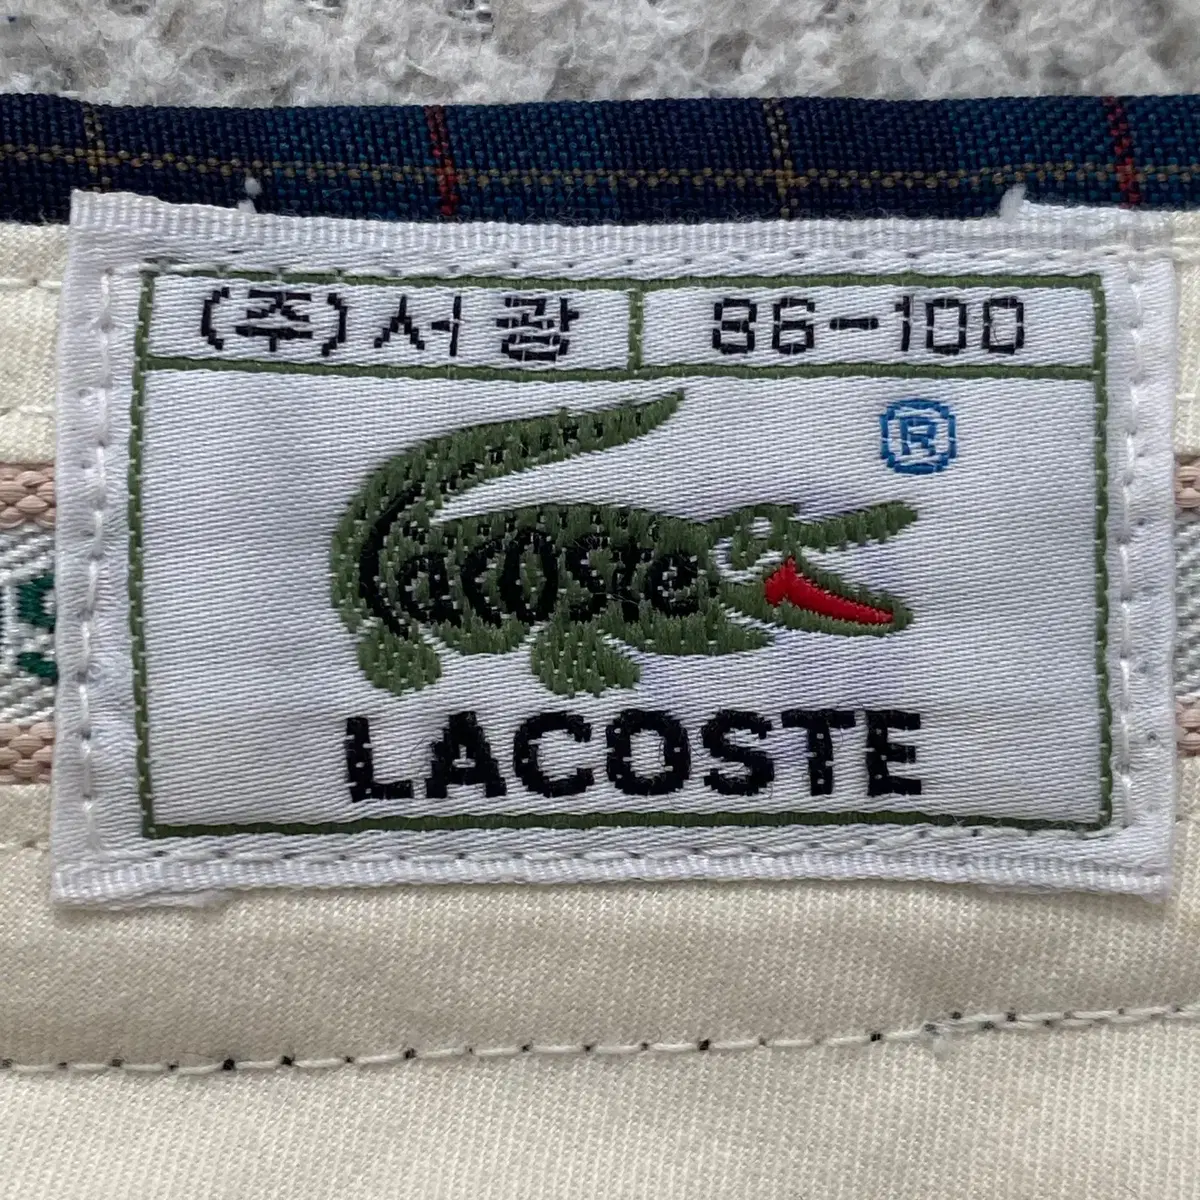 (주)서광 86-100
®
Lacoste
LACOSTE